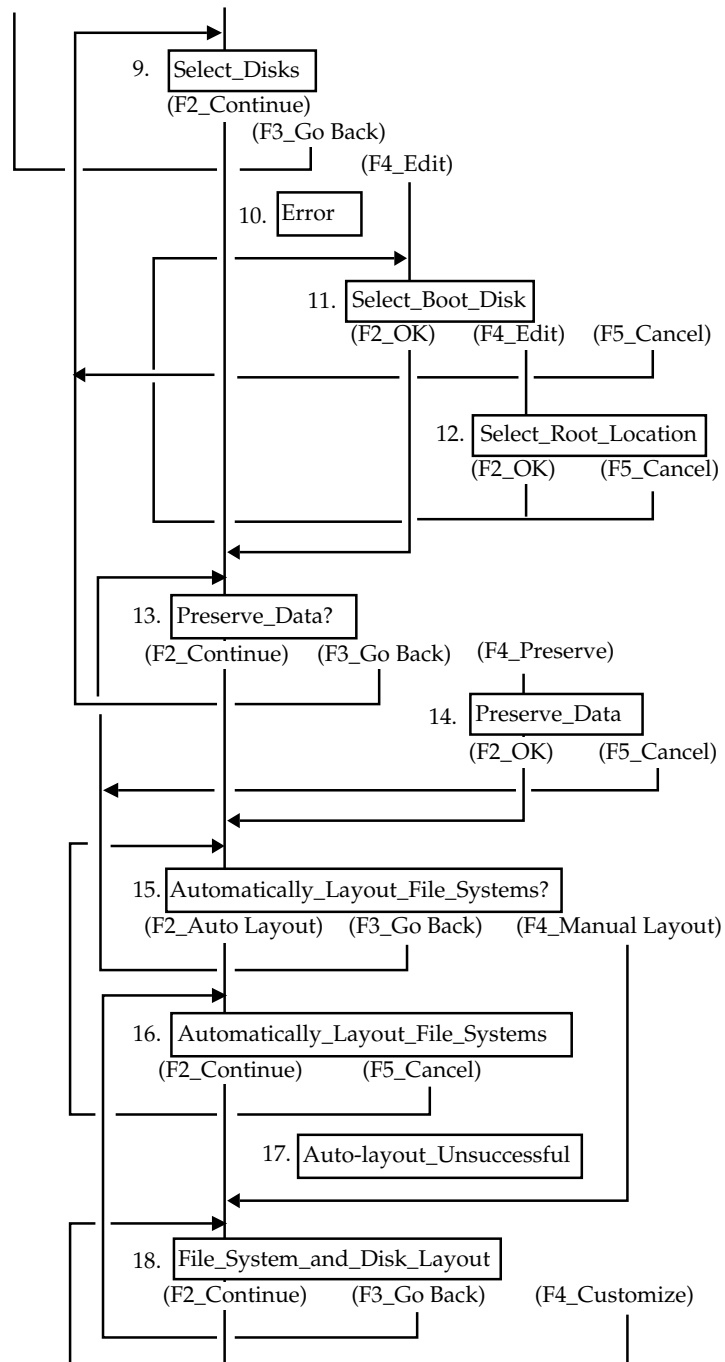 9. Select_Disks
(F2_Continue)
(F3_Go Back)
(F4_Edit)
10. Error
11. Select_Boot_Disk
(F2_OK) (F4_Edit) (F5_Cancel)
12. Select_Root_Location
(F2_OK) (F5_Cancel)
13. Preserve_Data?
(F2_Continue) (F3_Go Back) (F4_Preserve)
14. Preserve_Data
(F2_OK) (F5_Cancel)
15. Automatically_Layout_File_Systems?
(F2_Auto Layout) (F3_Go Back) (F4_Manual Layout)
16. Automatically_Layout_File_Systems
(F2_Continue) (F5_Cancel)
17. Auto-layout_Unsuccessful
18. File_System_and_Disk_Layout
(F2_Continue) (F3_Go Back) (F4_Customize)